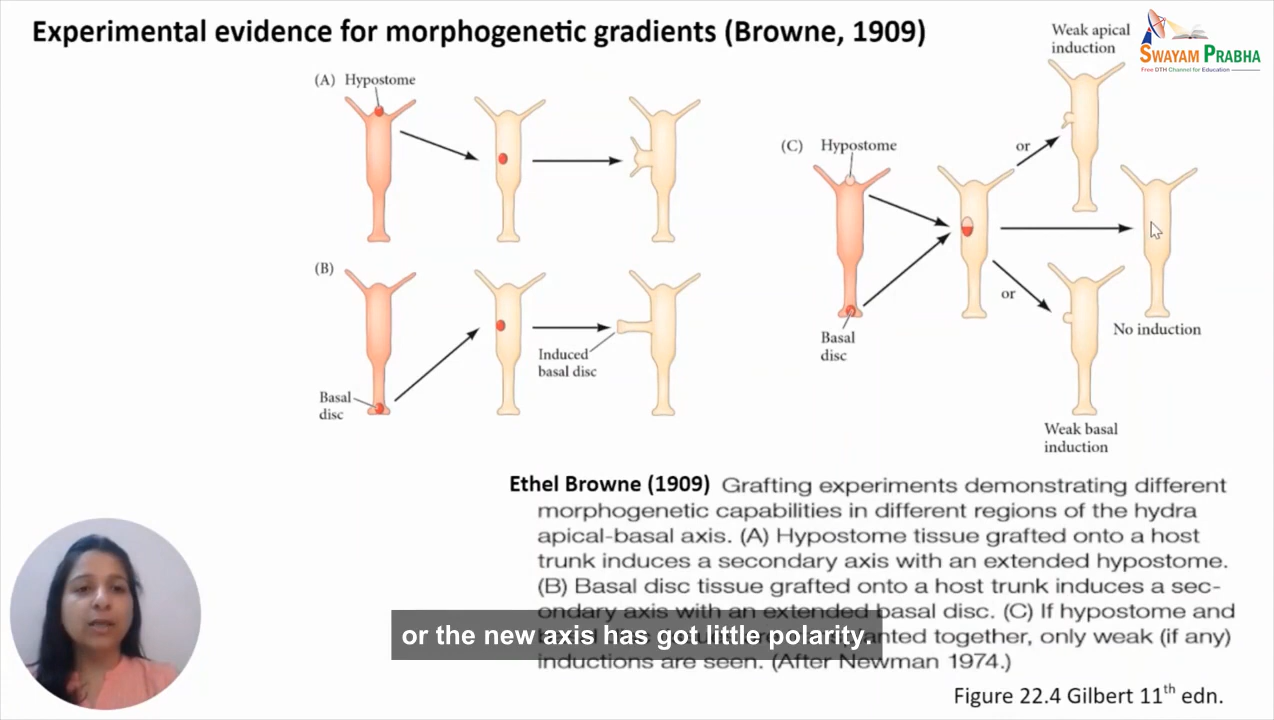 Experimental evidence for morphogenetic gradients (Browne, 1909)
SWAYAM PRABHA
Free DTH Channel for Education
(A) Hypostome
(B)
Basal
disc
Induced
basal disc
(C) Hypostome
Basal
disc
or
or
Weak apical
induction
No induction
Weak basal
induction
Ethel Browne (1909) Grafting experiments demonstrating different
morphogenetic capabilities in different regions of the hydra
apical-basal axis. (A) Hypostome tissue grafted onto a host
trunk induces a secondary axis with an extended hypostome.
(B) Basal disc tissue grafted onto a host trunk induces a sec-
ondary axis with an extended basal disc. (C) If hypostome and
together, only weak (if any)
inductions are seen. (After Newman 1974.)
or the new axis has got little polarity.
Figure 22.4 Gilbert 11th edn.